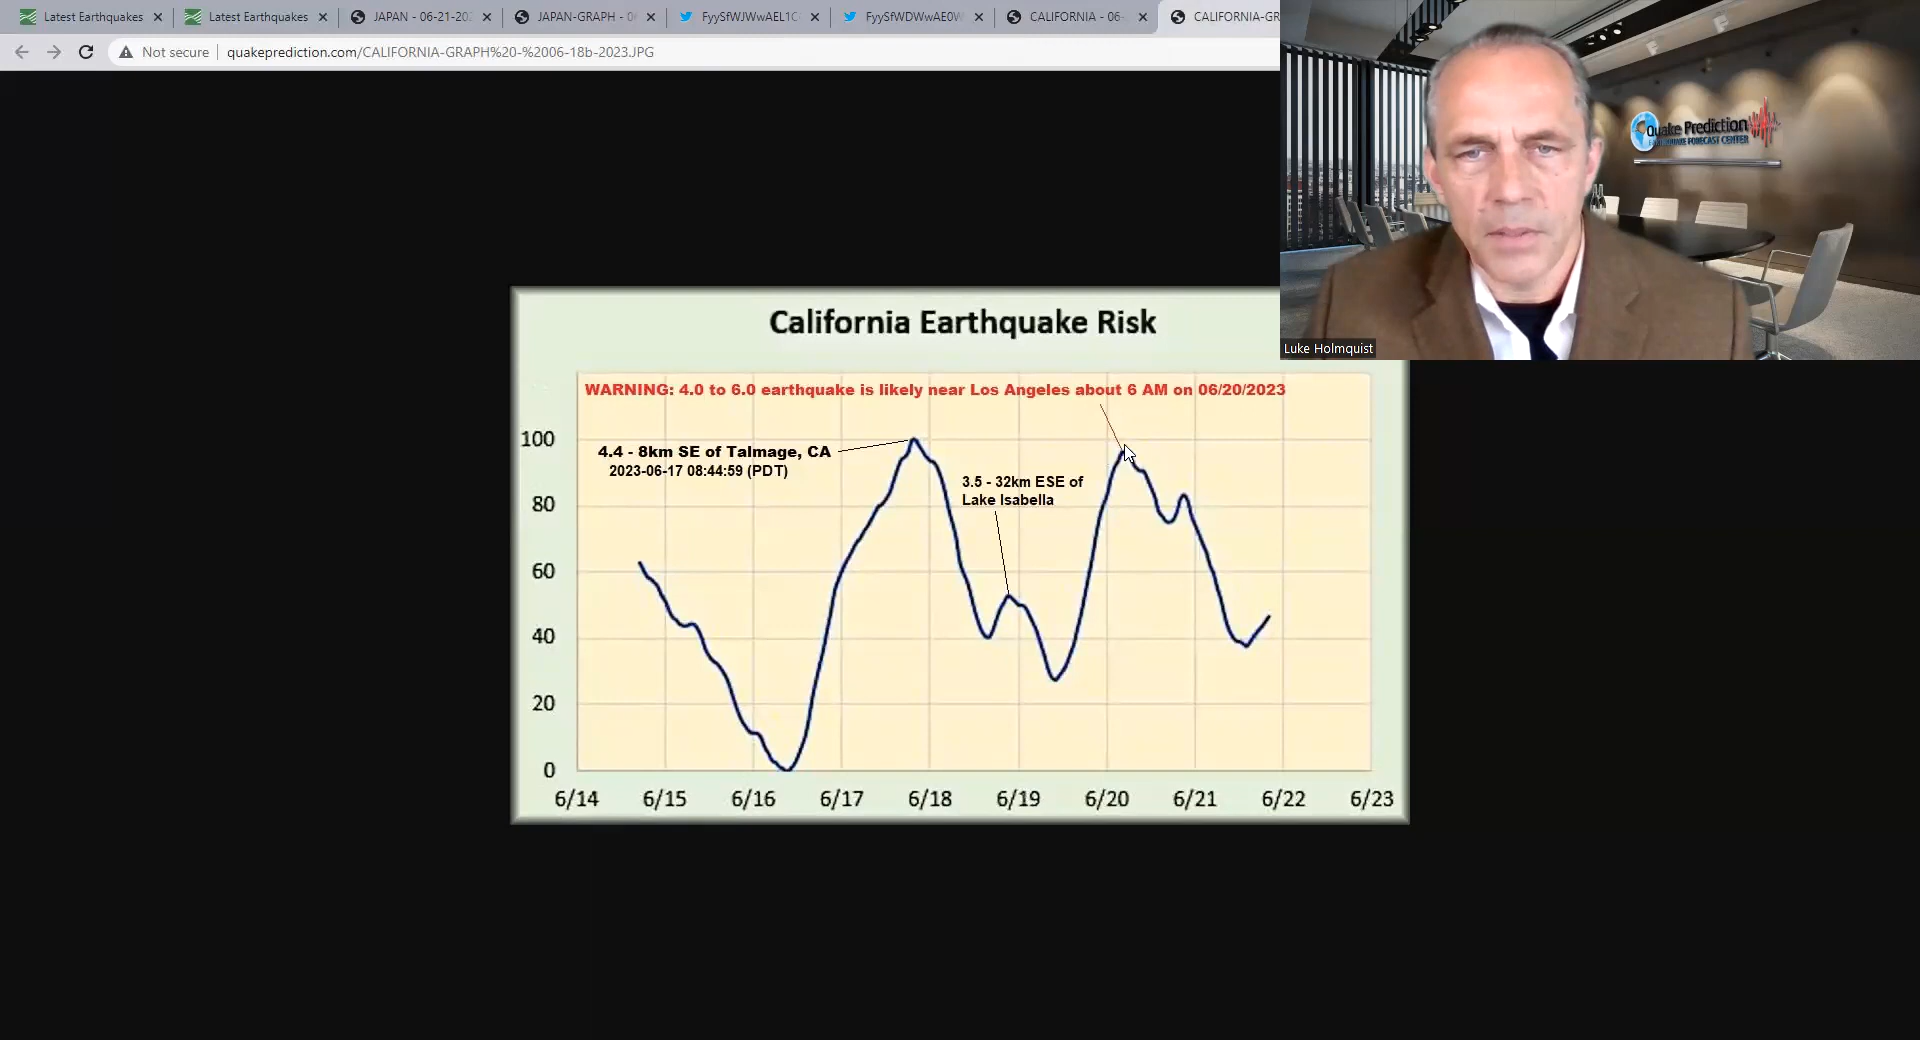 Latest Earthquakes
Latest Earthquakes
JAPAN - 06-21-202
JAPAN-GRAPH - 0
FyySfWJWwAEL1C
FyySfWDWwAE0W
CALIFORNIA - 06-
CALIFORNIA-GR
Not secure
quakeprediction.com/CALIFORNIA-GRAPH%20-%2006-18b-2023.JPG
Quake Prediction
EARTHQUAKE FORECAST CENTER
Luke Holmquist
California Earthquake Risk
WARNING: 4.0 to 6.0 earthquake is likely near Los Angeles about 6 AM on 06/20/2023
100
4.4 - 8km SE of Talmage, CA
2023-06-17 08:44:59 (PDT)
3.5 - 32km ESE of
Lake Isabella
80
60
40
20
0
6/14 6/15 6/16 6/17 6/18 6/19 6/20 6/21 6/22 6/23